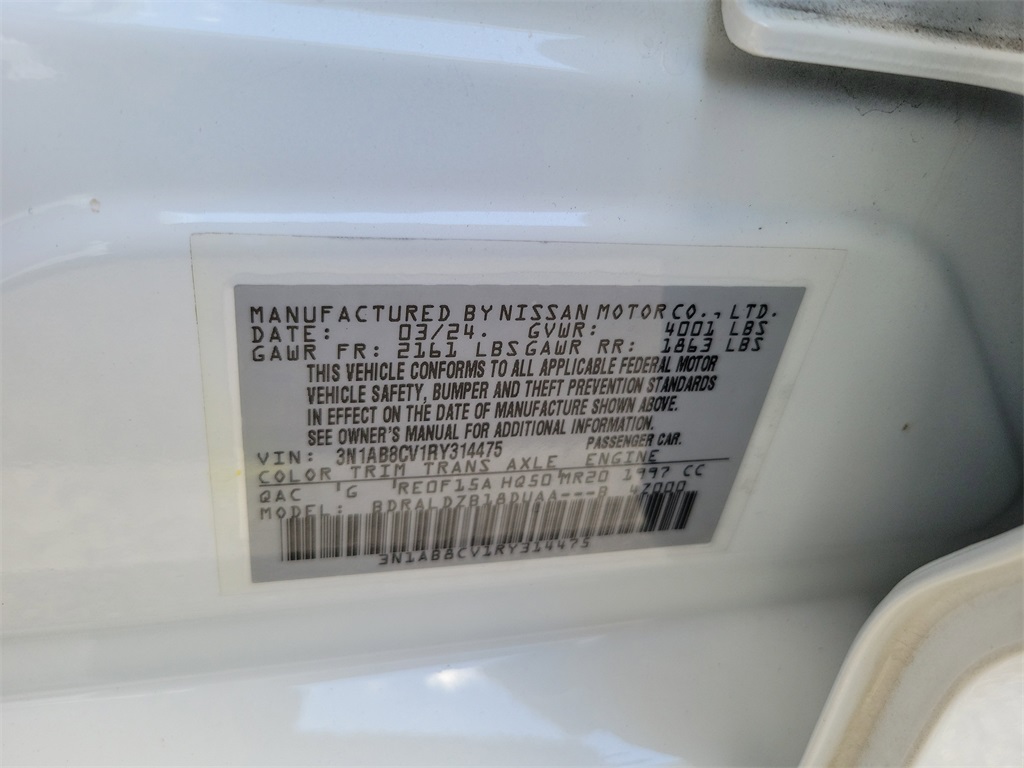 MANUFACTURED BY NISSAN MOTOR CO., LTD.
DATE: 03/24. GVWR: 4001 LBS
GAWR FR: 2161 LBS GAWR RR: 1863 LBS
THIS VEHICLE CONFORMS TO ALL APPLICABLE FEDERAL MOTOR
VEHICLE SAFETY, BUMPER AND THEFT PREVENTION STANDARDS
IN EFFECT ON THE DATE OF MANUFACTURE SHOWN ABOVE.
SEE OWNER'S MANUAL FOR ADDITIONAL INFORMATION.
VIN: 3N1AB8CV1RY314475 PASSENGER CAR.
COLOR TRIM TRANS AXLE ENGINE
QAC 'G RE0F15A HQ50 MR20 1997 CC
MODEL: BDRALDZB18DUAA---B 47000
3N1AB8CV1RY314475